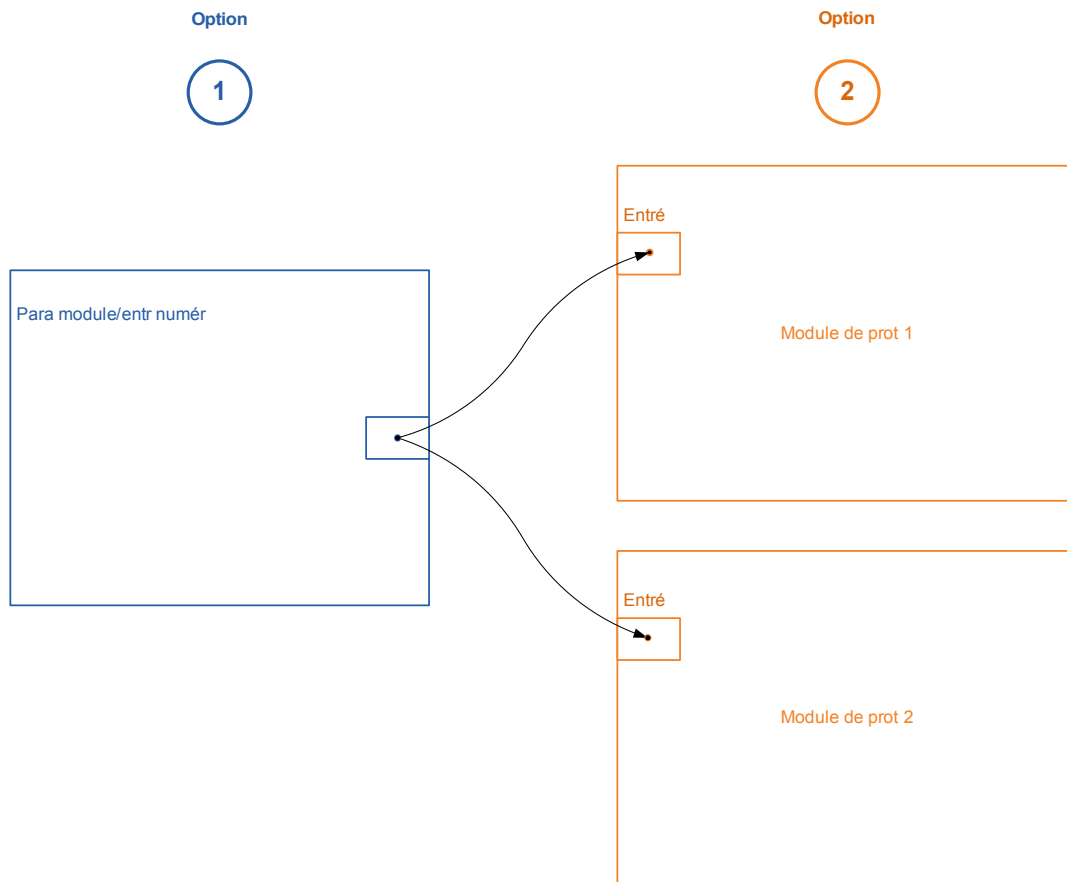 Option
Option
1
2
Entré
Para module/entr numér
Module de prot 1
Entré
Module de prot 2